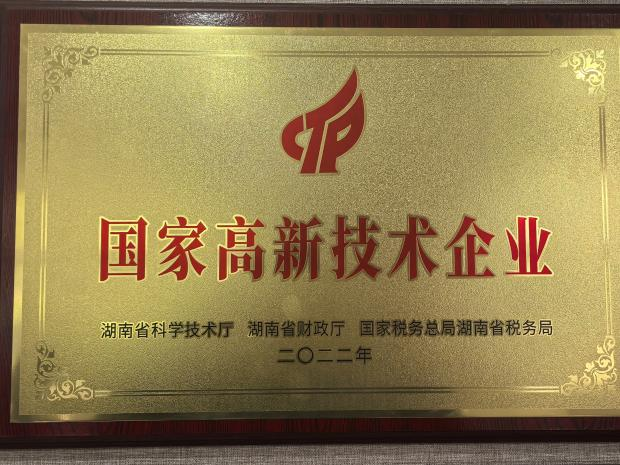 CTP
国家高新技术企业
湖南省科学技术厅 湖南省财政厅 国家税务总局湖南省税务局
二〇二二年